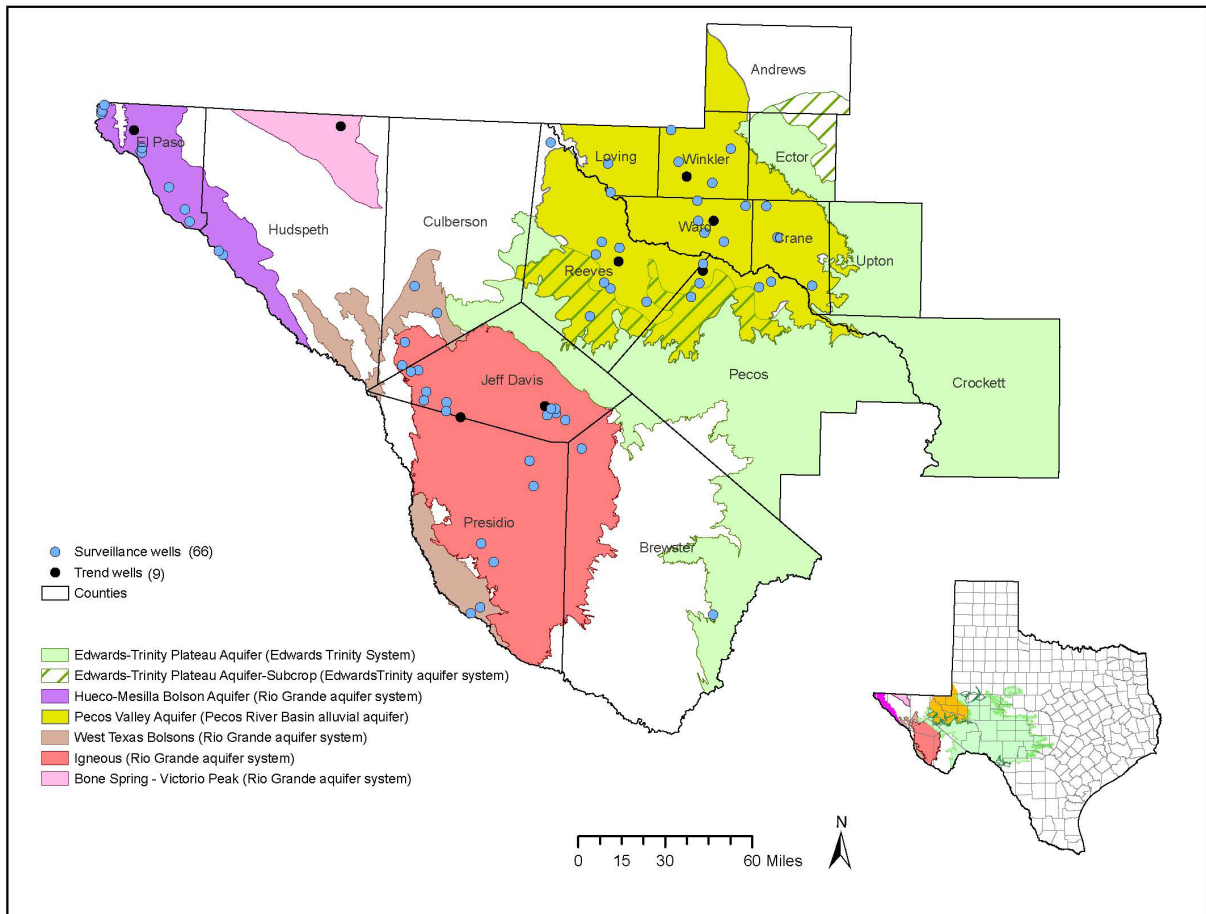 Andrews
El Paso
Loving
Winkler
Ector
Hudspeth
Culberson
Ward
Crane
Reeves
Upton
Jeff Davis
Pecos
Crockett
Presidio
Brewster
Surveillance wells (66)
Trend wells (9)
Counties
Edwards-Trinity Plateau Aquifer (Edwards Trinity System)
Edwards-Trinity Plateau Aquifer-Subcrop (EdwardsTrinity aquifer system)
Hueco-Mesilla Bolson Aquifer (Rio Grande aquifer system)
Pecos Valley Aquifer (Pecos River Basin alluvial aquifer)
West Texas Bolsons (Rio Grande aquifer system)
Igneous (Rio Grande aquifer system)
Bone Spring - Victorio Peak (Rio Grande aquifer system)
N
0 15 30 60 Miles